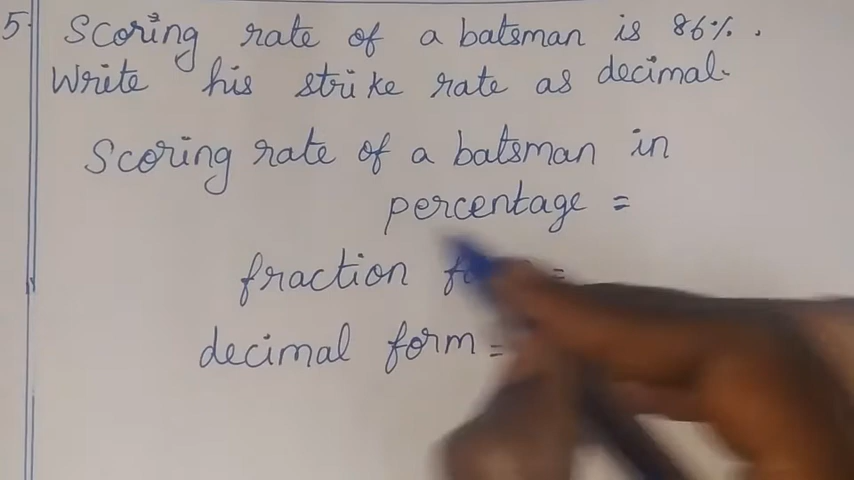 5. Scoring rate of a batsman is 86%.
Write his strike rate as decimal.
Scoring rate of a batsman in
percentage =
fraction =
decimal form =